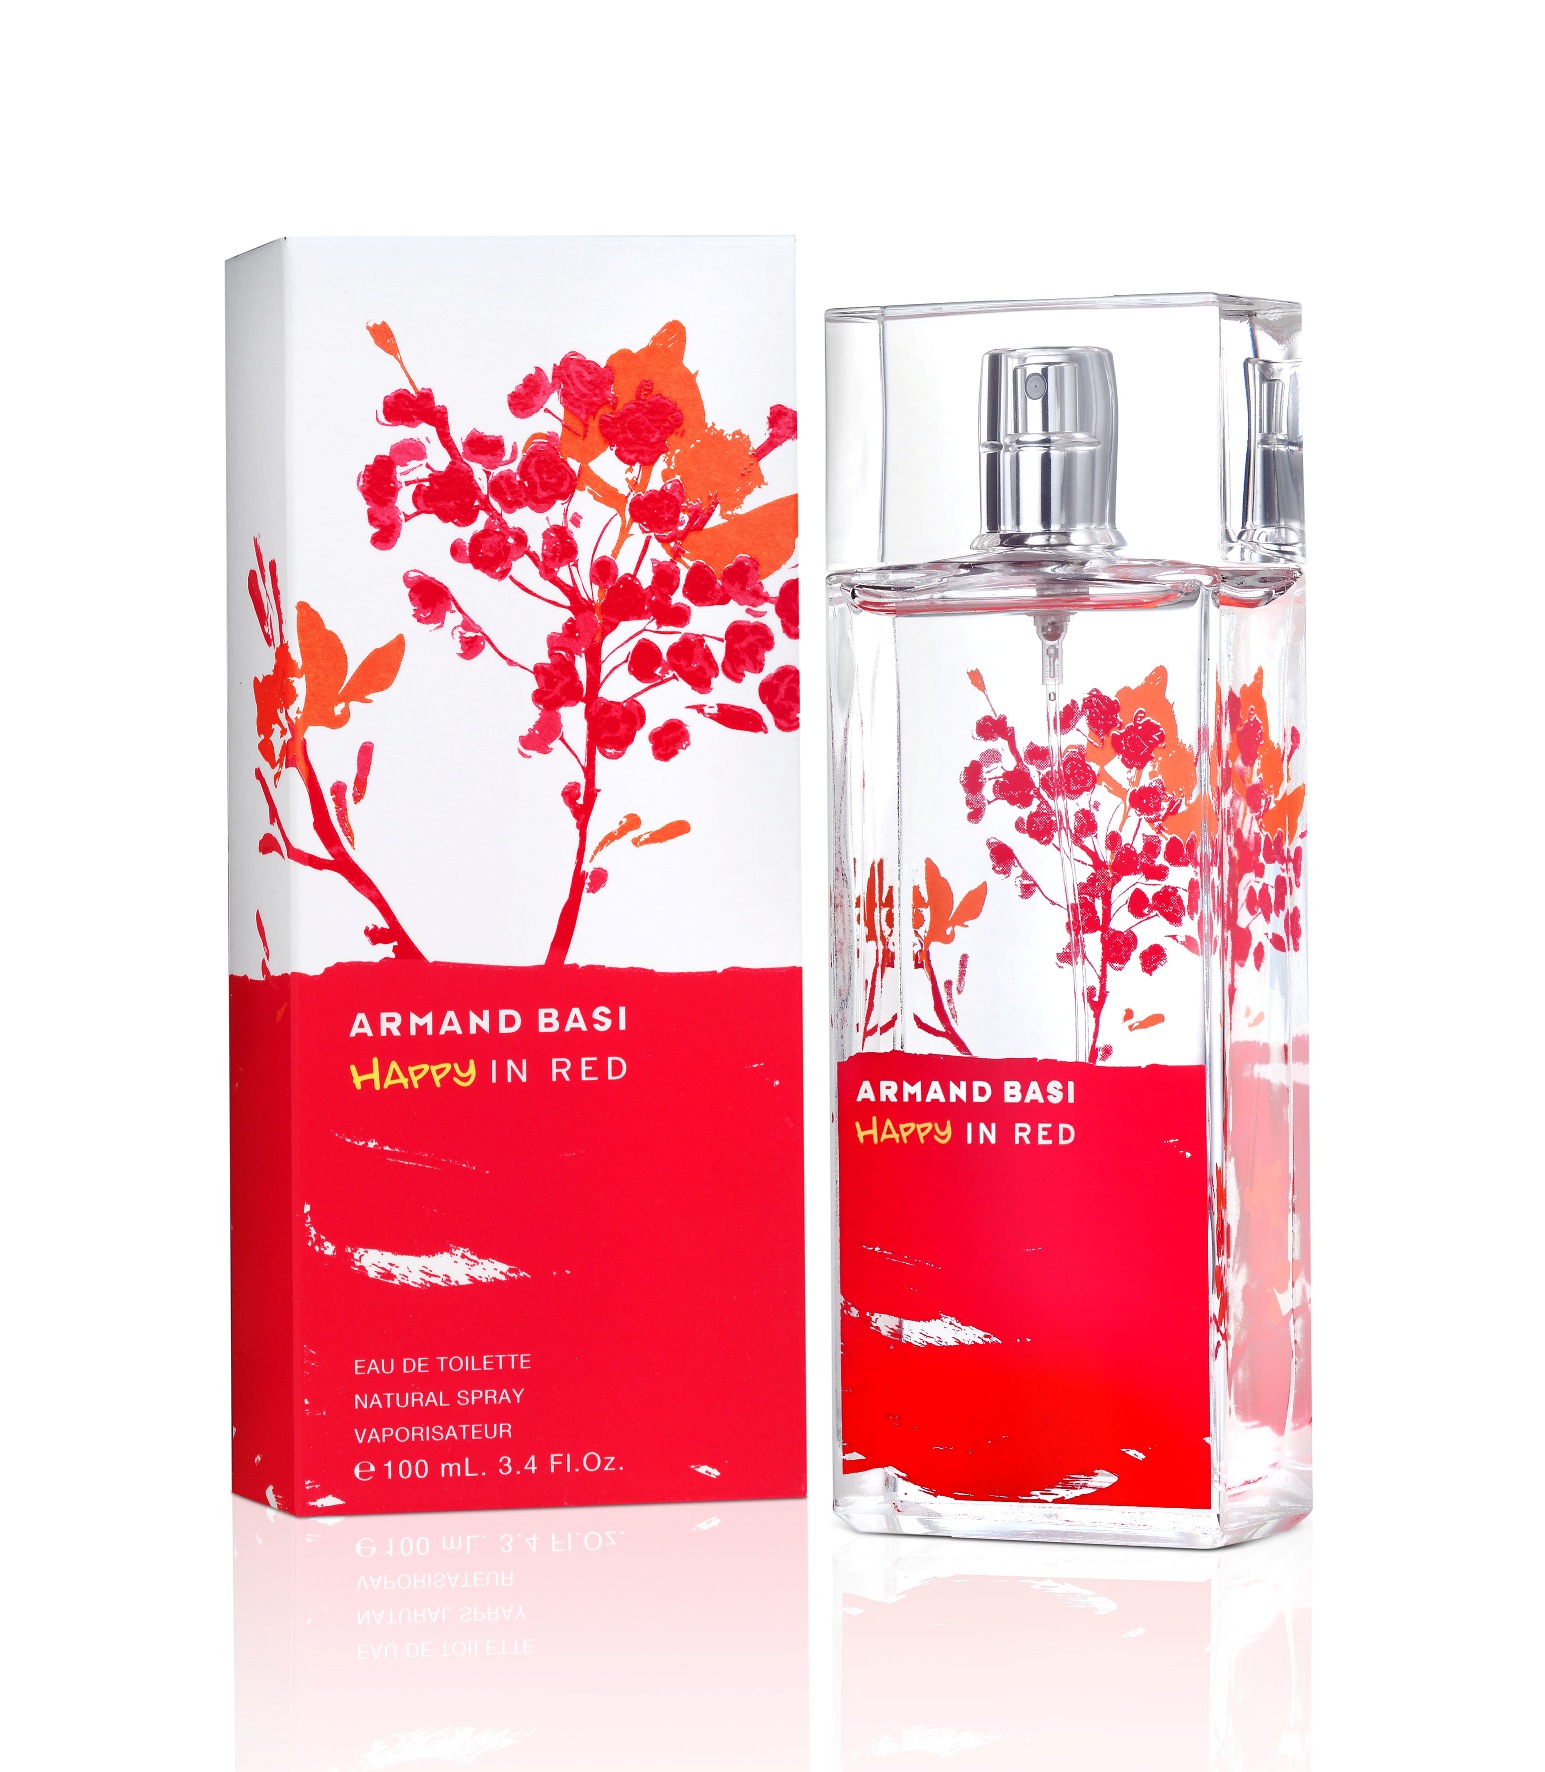 ARMAND BASI
HAPPY IN RED
EAU DE TOILETTE
NATURAL SPRAY
VAPORISATEUR
℮ 100 mL. 3.4 Fl.Oz.
ARMAND BASI
HAPPY IN RED